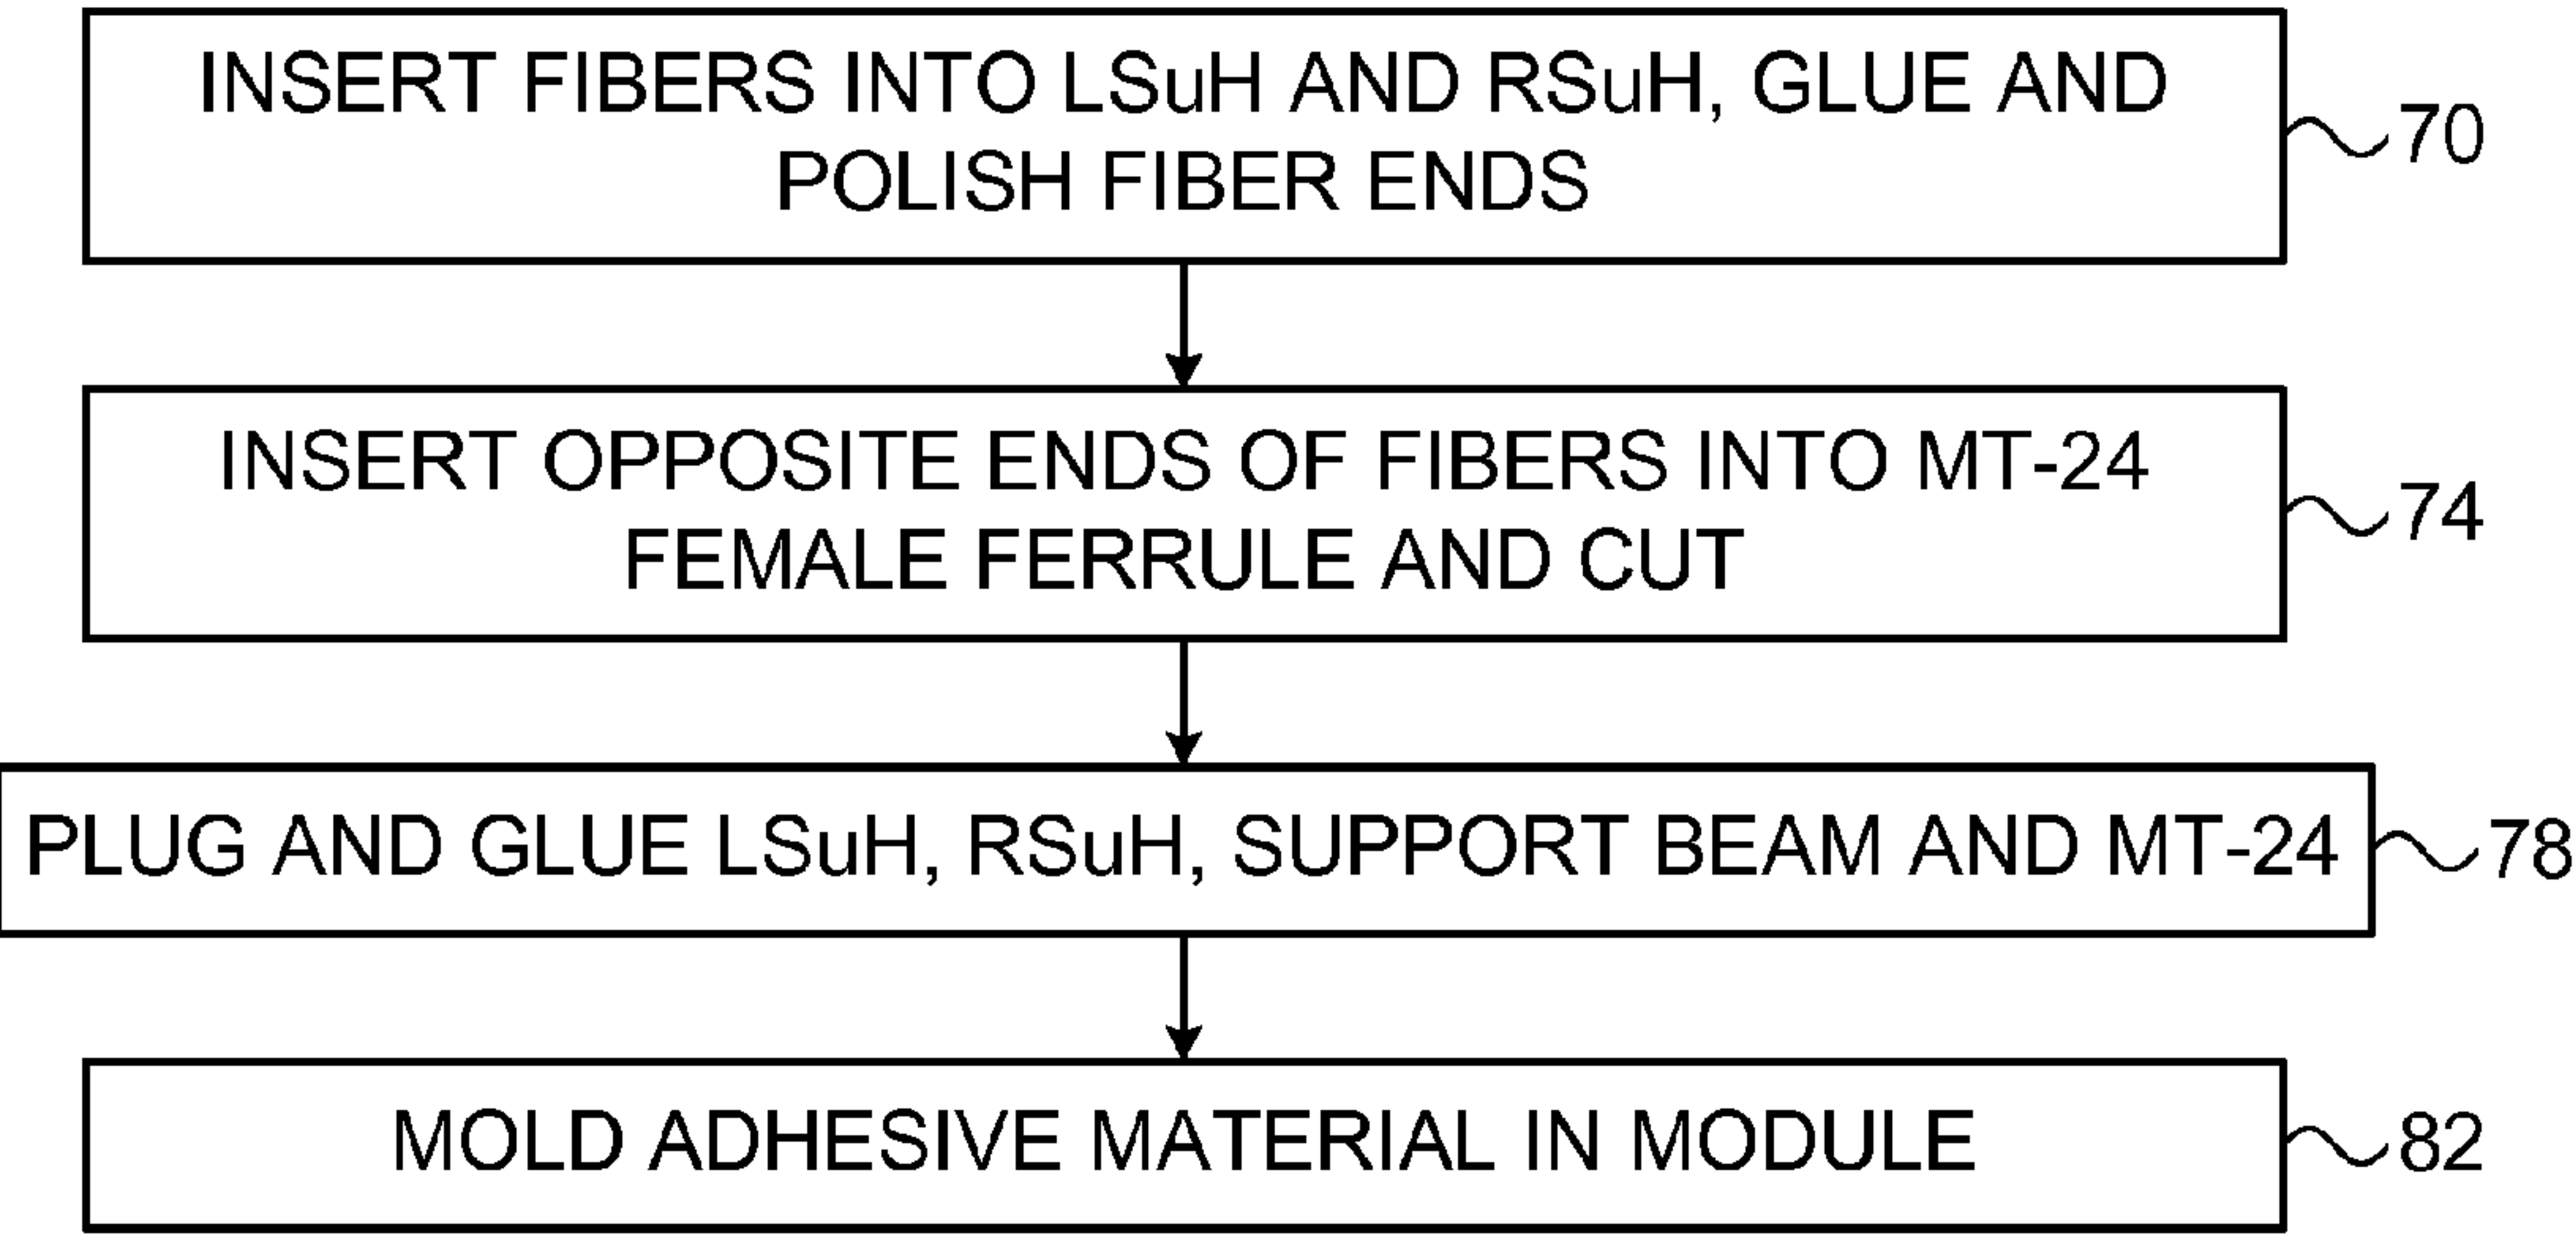 INSERT FIBERS INTO LSuH AND RSuH, GLUE AND
POLISH FIBER ENDS
70
INSERT OPPOSITE ENDS OF FIBERS INTO MT-24
FEMALE FERRULE AND CUT
74
PLUG AND GLUE LSuH, RSuH, SUPPORT BEAM AND MT-24
78
MOLD ADHESIVE MATERIAL IN MODULE
82